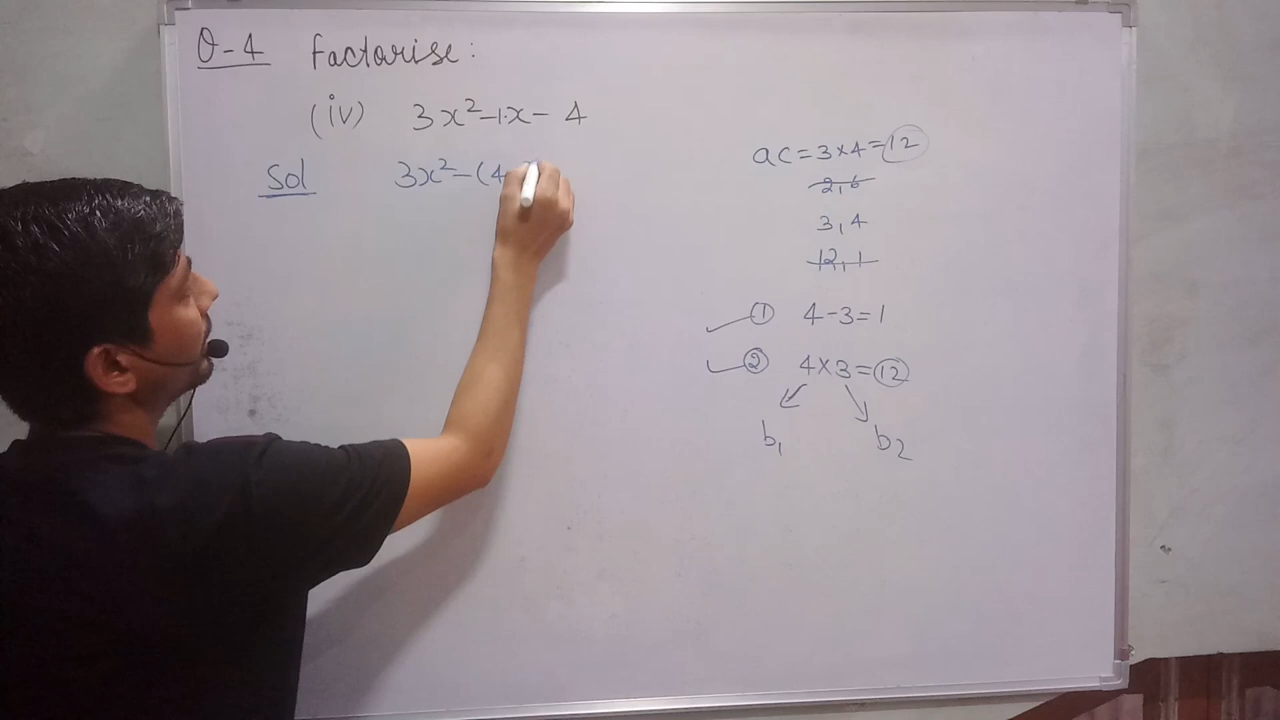 Q-4 Factorise:
(iv) 3x²-1·x- 4
Sol 3x²-(4
ac=3×4=12
2,6
3,4
12,1
① 4-3=1
② 4×3=12
b₁ b₂